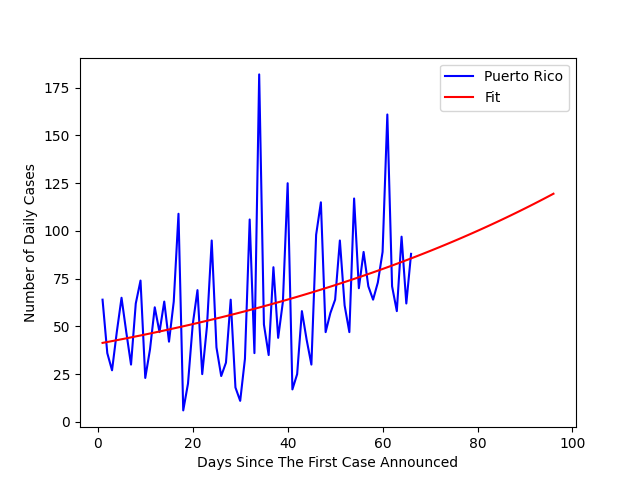 Puerto Rico
Fit
Number of Daily Cases
175
150
125
100
75
50
25
0
0 20 40 60 80 100
Days Since The First Case Announced